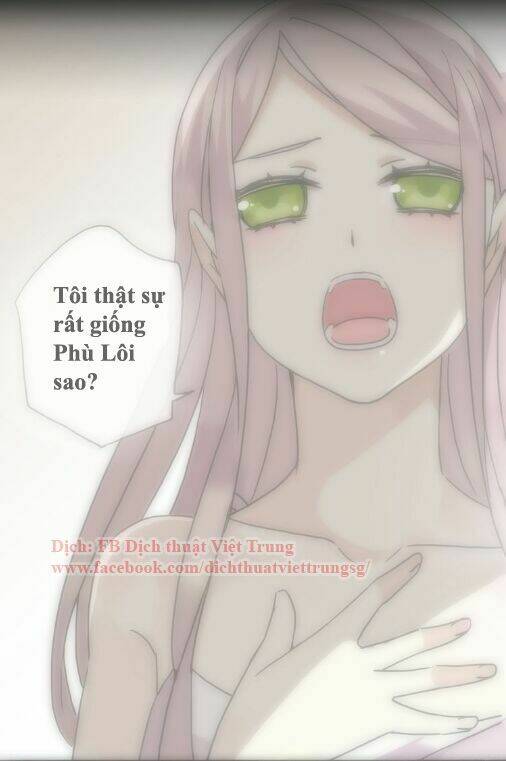 Tôi thật sự
rất giống
Phù Lôi
sao?
Dịch: FB Dịch thuật Việt Trung
www.facebook.com/dichthuatviettrungsg/